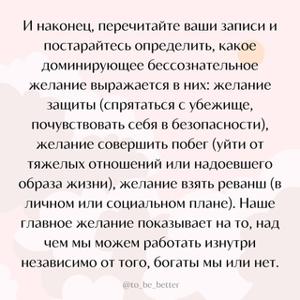 И наконец, перечитайте ваши записи и
постарайтесь определить, какое
доминирующее бессознательное
желание выражается в них: желание
защиты (спрятаться с убежище,
почувствовать себя в безопасности),
желание совершить побег (уйти от
тяжелых отношений или надоевшего
образа жизни), желание взять реванш (в
личном или социальном плане). Наше
главное желание показывает на то, над
чем мы можем работать изнутри
независимо от того, богаты мы или нет.
@to_be_better